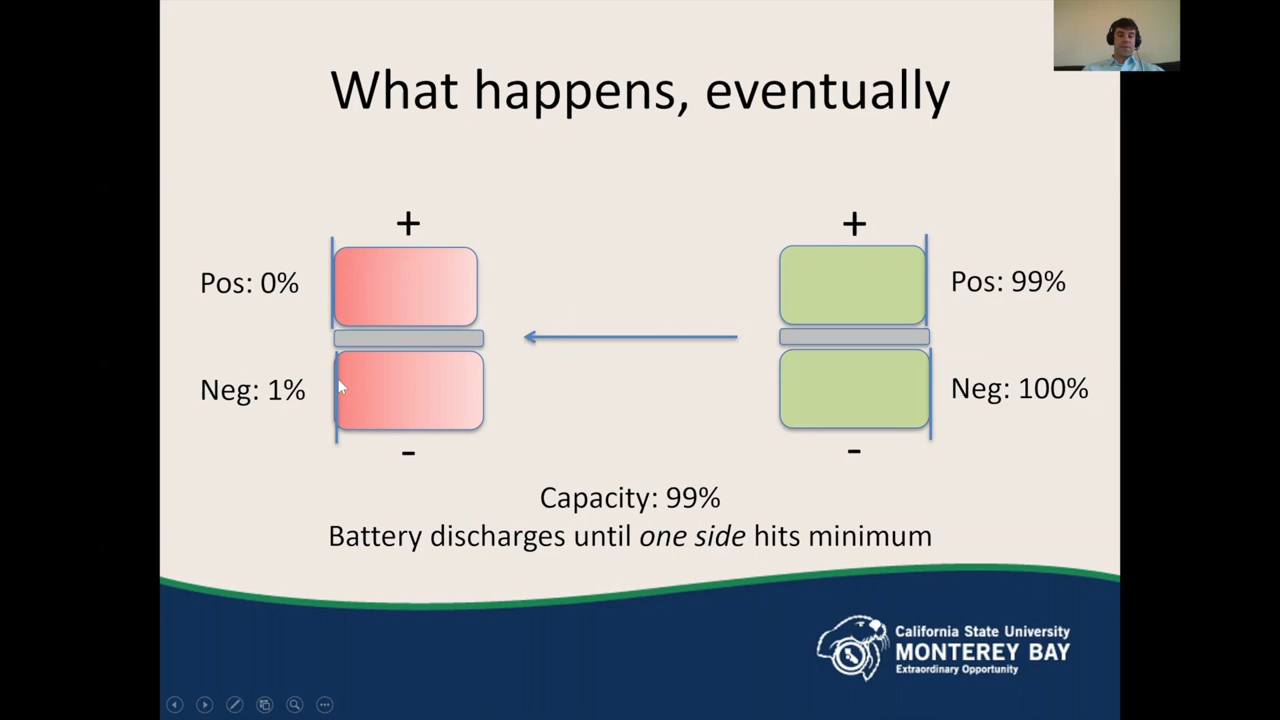 What happens, eventually
+
+
Pos: 0%
Pos: 99%
Neg: 1%
Neg: 100%
-
-
Capacity: 99%
Battery discharges until one side hits minimum
California State University
MONTEREY BAY
Extraordinary Opportunity